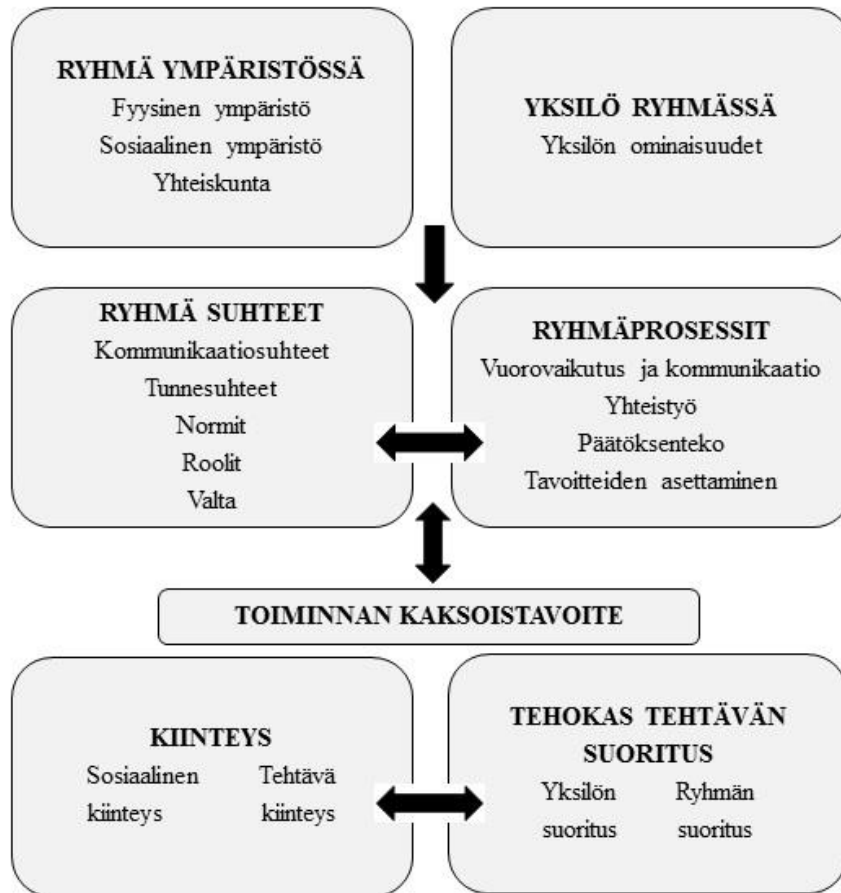 RYHMÄ YMPÄRISTÖSSÄ
Fyysinen ympäristö
Sosiaalinen ympäristö
Yhteiskunta
YKSILÖ RYHMÄSSÄ
Yksilön ominaisuudet
RYHMÄ SUHTEET
Kommunikaatiosuhteet
Tunnesuhteet
Normit
Roolit
Valta
RYHMÄPROSESSIT
Vuorovaikutus ja kommunikaatio
Yhteistyö
Päätöksenteko
Tavoitteiden asettaminen
TOIMINNAN KAKSOISTAVOITE
KIINTEYS
Sosiaalinen kiinteys
Tehtävä kiinteys
TEHOKAS TEHTÄVÄN
SUORITUS
Yksilön suoritus
Ryhmän suoritus